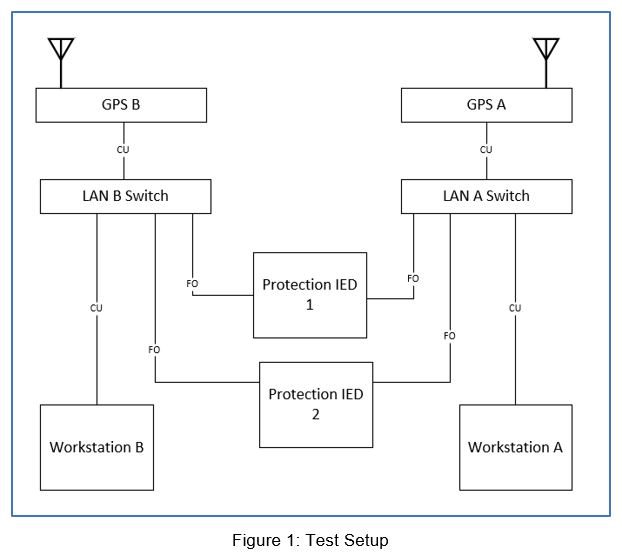 GPS B
GPS A
CU
CU
LAN B Switch
LAN A Switch
Protection IED
1
FO
FO
CU
CU
FO
FO
Protection IED
2
Workstation B
Workstation A
Figure 1: Test Setup